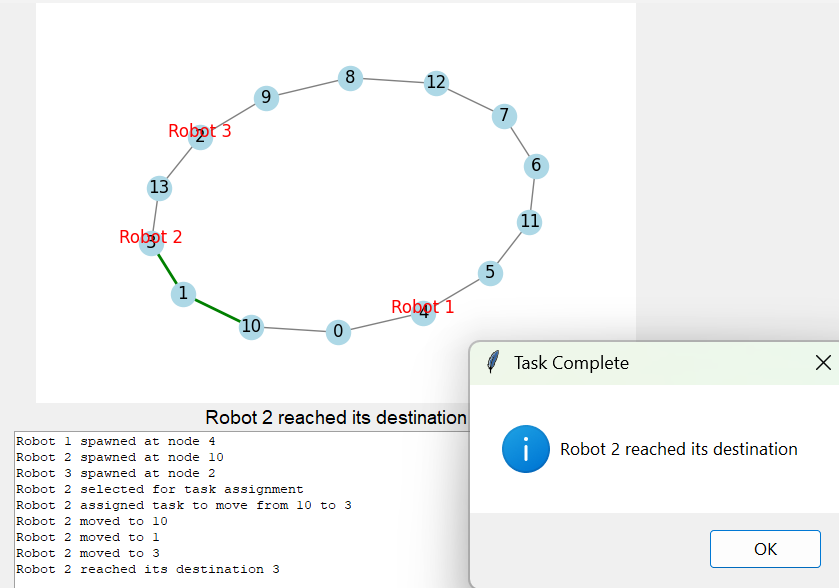 8
12
9
7
Robot 3
2
6
13
11
Robot 2
3
5
1
Robot 1
4
10
0
Task Complete
Robot 2 reached its destination
Robot 2 reached its destination
OK
Robot 1 spawned at node 4
Robot 2 spawned at node 10
Robot 3 spawned at node 2
Robot 2 selected for task assignment
Robot 2 assigned task to move from 10 to 3
Robot 2 moved to 10
Robot 2 moved to 1
Robot 2 moved to 3
Robot 2 reached its destination 3